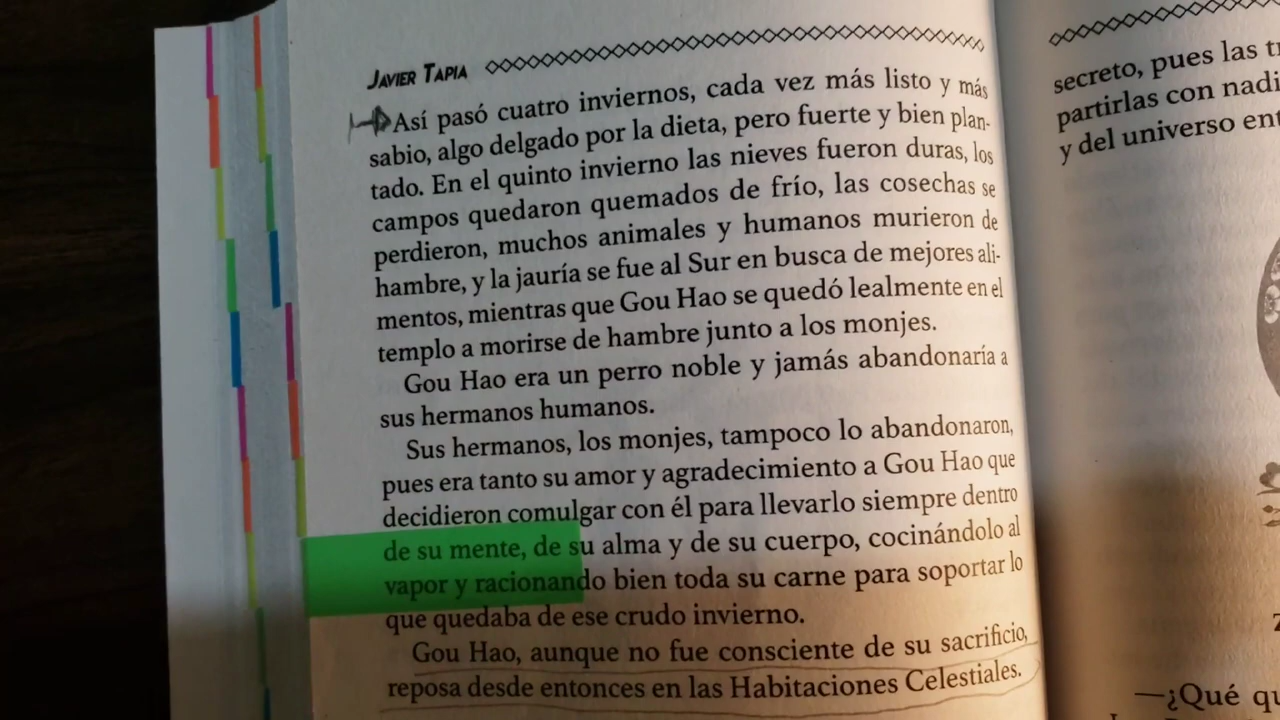 JAVIER TAPIA
Así pasó cuatro inviernos, cada vez más listo y más
sabio, algo delgado por la dieta, pero fuerte y bien plan-
tado. En el quinto invierno las nieves fueron duras, los
campos quedaron quemados de frío, las cosechas se
perdieron, muchos animales y humanos murieron de
hambre, y la jauría se fue al Sur en busca de mejores ali-
mentos, mientras que Gou Hao se quedó lealmente en el
templo a morirse de hambre junto a los monjes.
Gou Hao era un perro noble y jamás abandonaría a
sus hermanos humanos.
Sus hermanos, los monjes, tampoco lo abandonaron,
pues era tanto su amor y agradecimiento a Gou Hao que
decidieron comulgar con él para llevarlo siempre dentro
de su mente, de su alma y de su cuerpo, cocinándolo al
vapor y racionando bien toda su carne para soportar lo
que quedaba de ese crudo invierno.
Gou Hao, aunque no fue consciente de su sacrificio,
reposa desde entonces en las Habitaciones Celestiales.
secreto, pues las
partirlas con
y del universo
—¿Qué